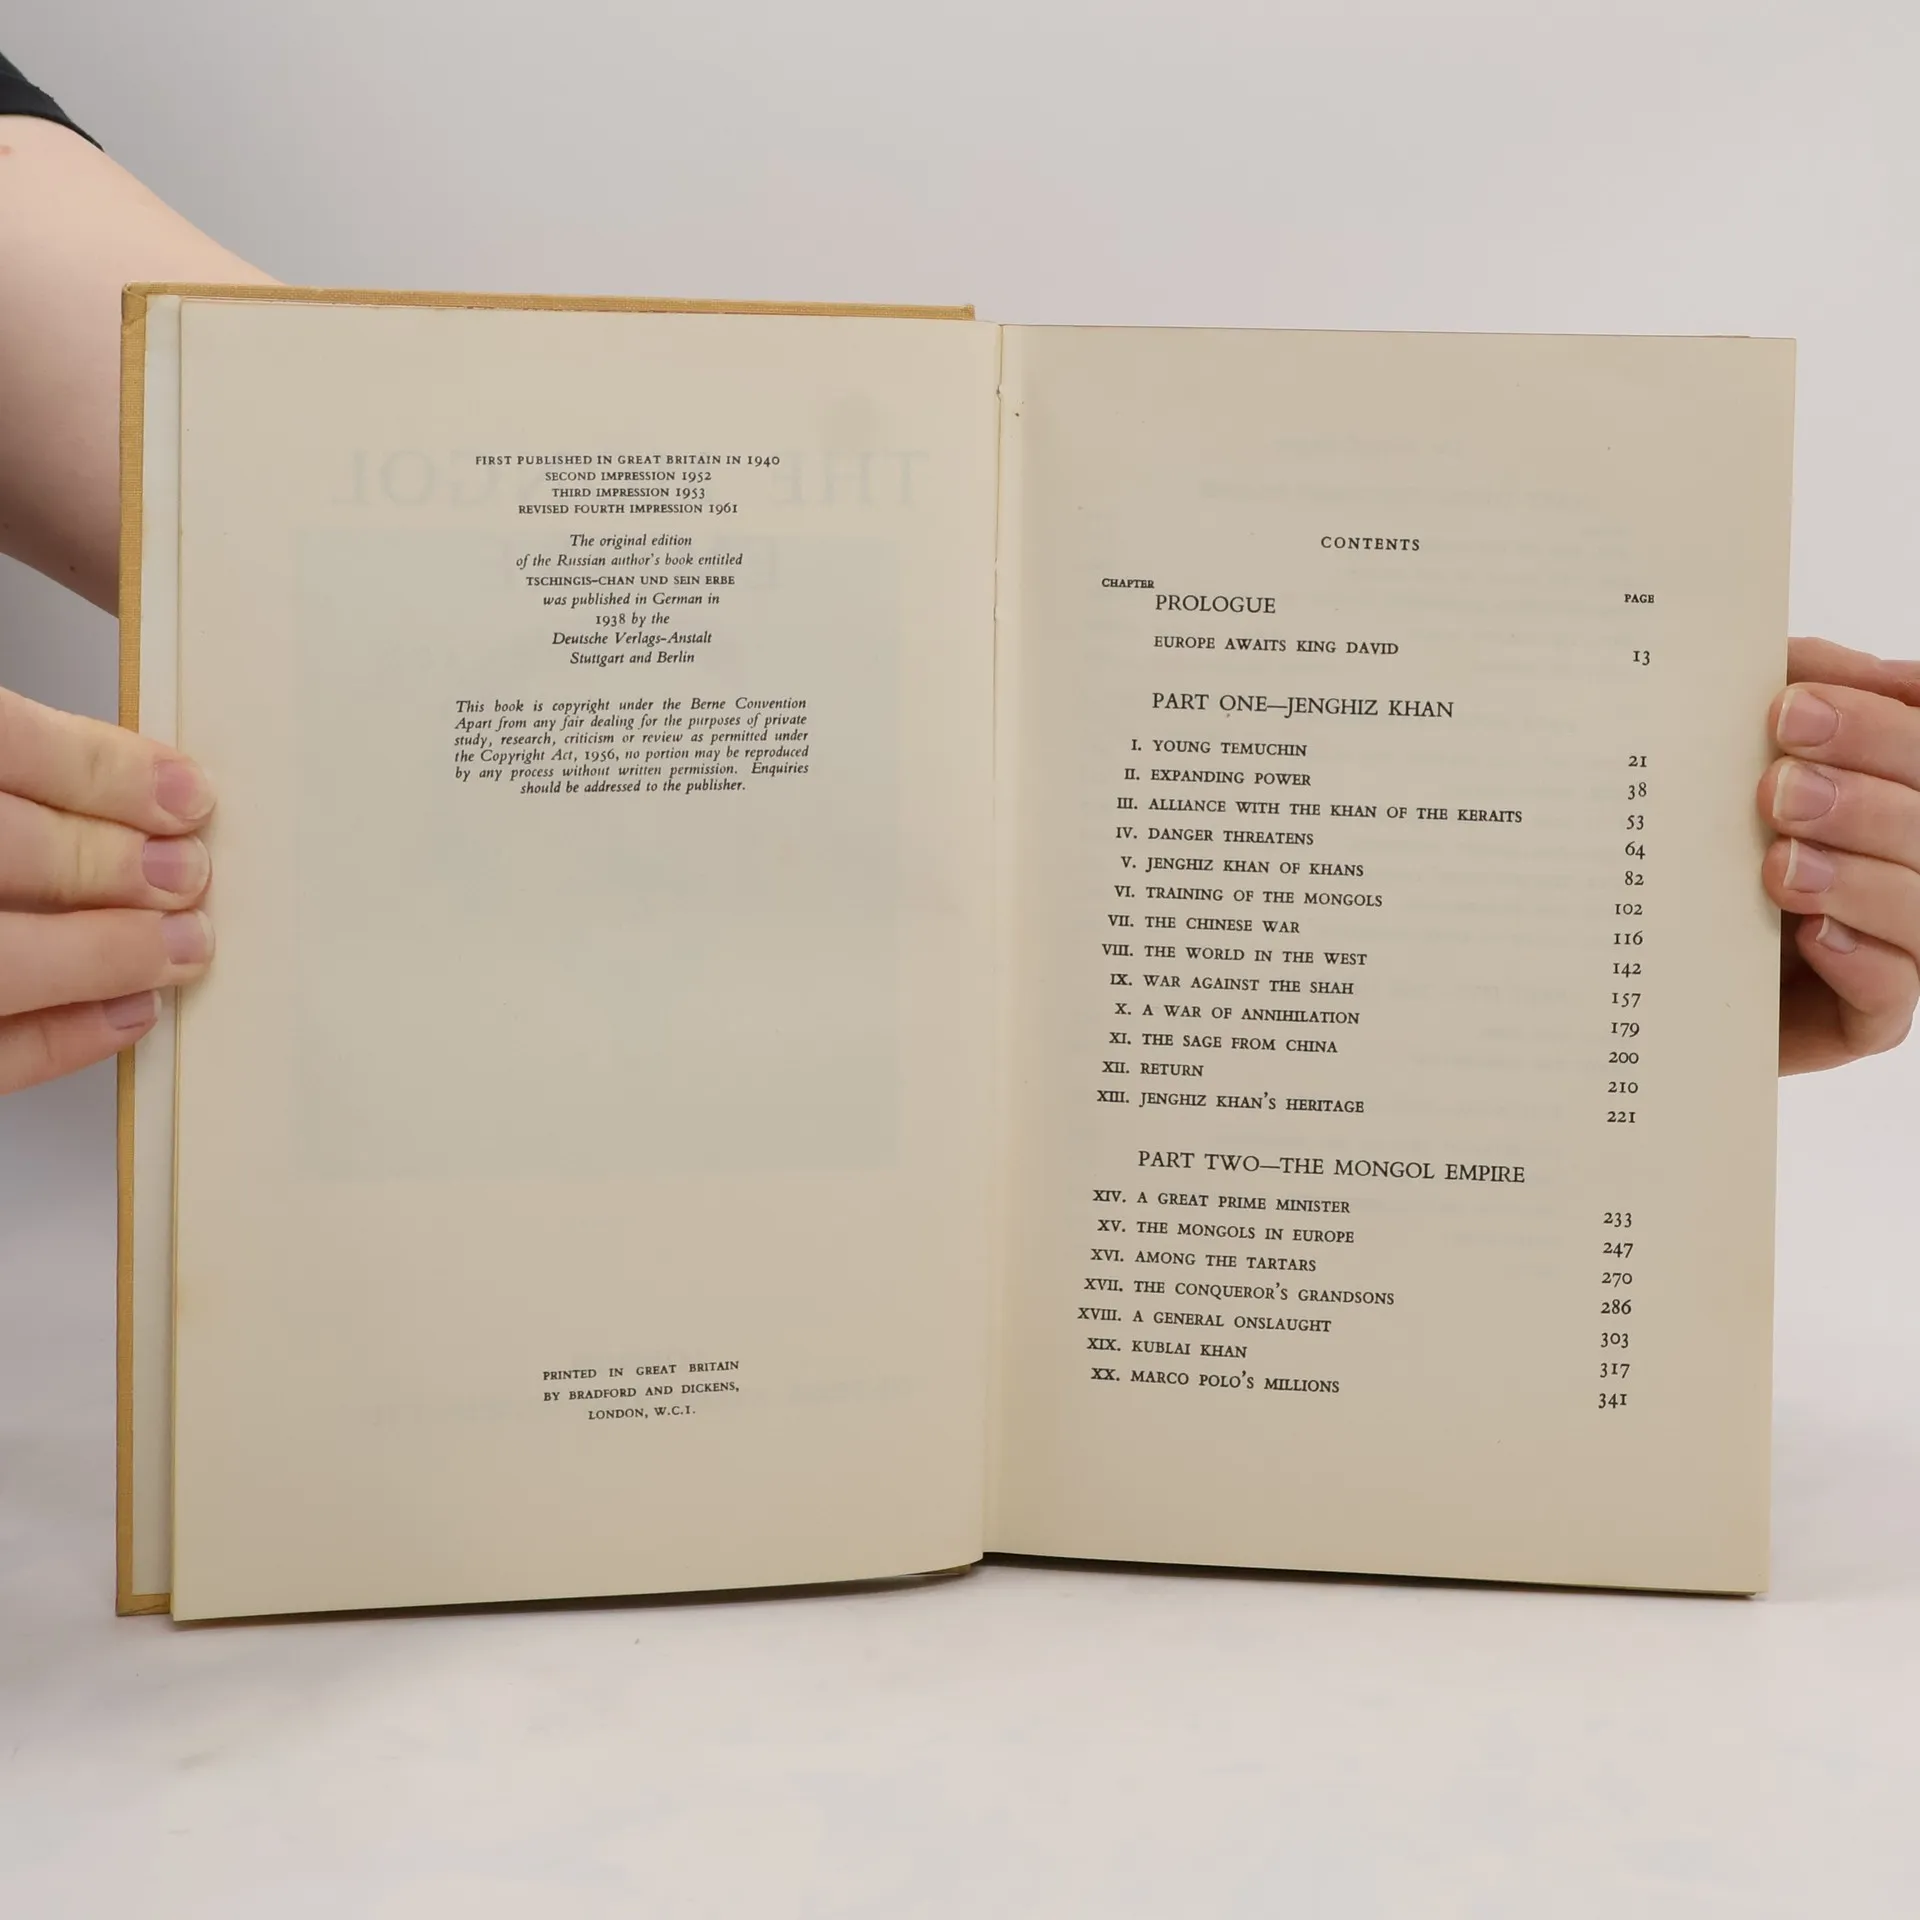 FIRST PUBLISHED IN GREAT BRITAIN IN 1940
SECOND IMPRESSION 1952
THIRD IMPRESSION 1953
REVISED FOURTH IMPRESSION 1961
The original edition
of the Russian author's book entitled
TSCHINGIS-CHAN UND SEIN ERBE
was published in German in
1938 by the
Deutsche Verlags-Anstalt
Stuttgart and Berlin
This book is copyright under the Berne Convention
Apart from any fair dealing for the purposes of private
study, research, criticism or review as permitted under
the Copyright Act, 1956, no portion may be reproduced
by any process without written permission. Enquiries
should be addressed to the publisher.
PRINTED IN GREAT BRITAIN
BY BRADFORD AND DICKENS,
LONDON, W.C.1.
CONTENTS
CHAPTER PAGE
PROLOGUE
EUROPE AWAITS KING DAVID 13
PART ONE—JENGHIZ KHAN
I. YOUNG TEMUCHIN 21
II. EXPANDING POWER 38
III. ALLIANCE WITH THE KHAN OF THE KERAITS 53
IV. DANGER THREATENS 64
V. JENGHIZ KHAN OF KHANS 82
VI. TRAINING OF THE MONGOLS 102
VII. THE CHINESE WAR 116
VIII. THE WORLD IN THE WEST 142
IX. WAR AGAINST THE SHAH 157
X. A WAR OF ANNIHILATION 179
XI. THE SAGE FROM CHINA 200
XII. RETURN 210
XIII. JENGHIZ KHAN'S HERITAGE 221
PART TWO—THE MONGOL EMPIRE
XIV. A GREAT PRIME MINISTER 233
XV. THE MONGOLS IN EUROPE 247
XVI. AMONG THE TARTARS 270
XVII. THE CONQUEROR'S GRANDSONS 286
XVIII. A GENERAL ONSLAUGHT 303
XIX. KUBLAI KHAN 317
XX. MARCO POLO'S MILLIONS 341